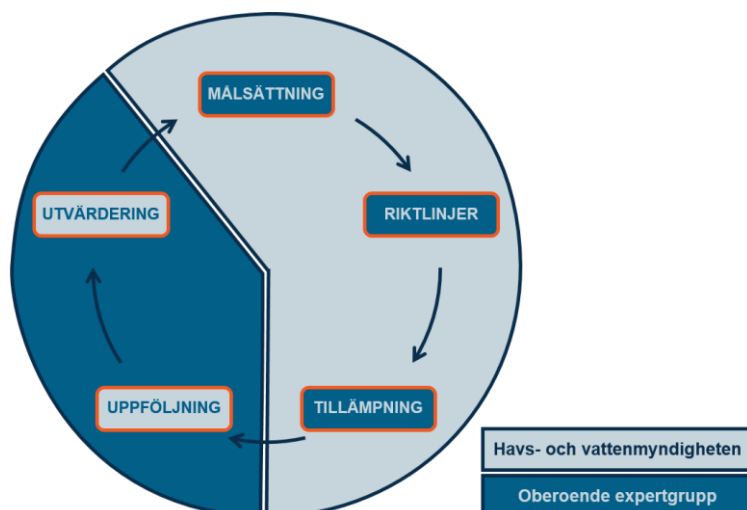 MÅLSÄTTNING
RIKTLINJER
TILLÄMPNING
UPPFÖLJNING
UTVÄRDERING
Havs- och vattenmyndigheten
Oberoende expertgrupp